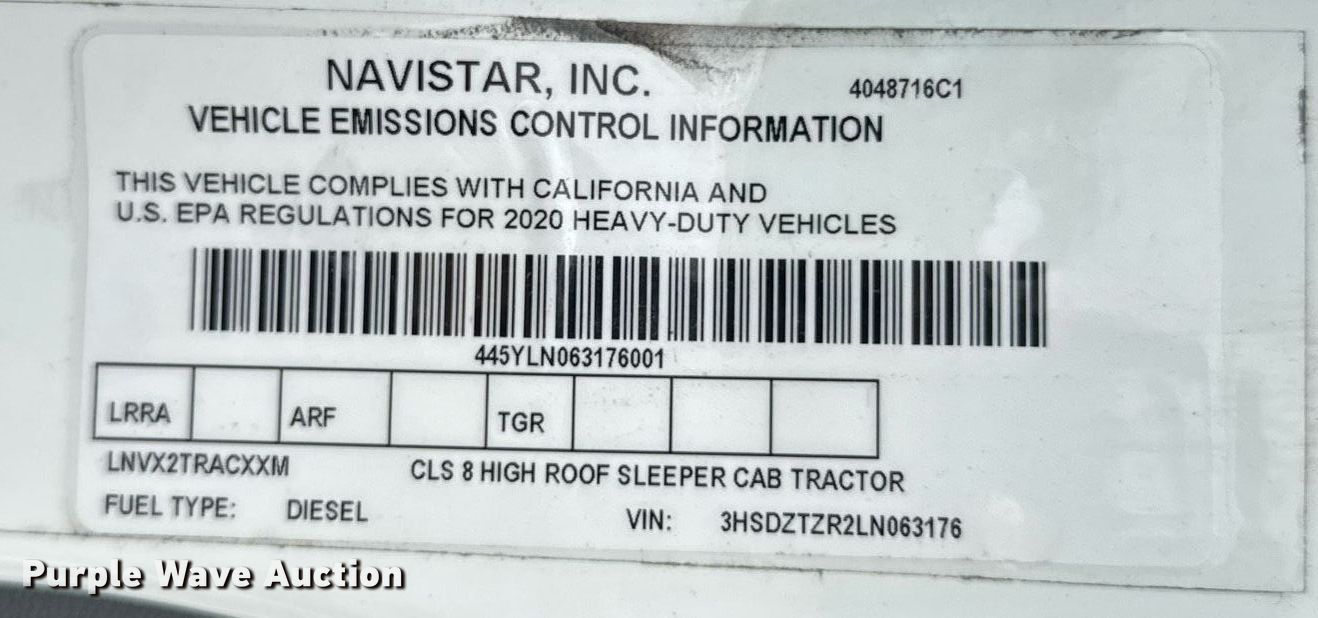 NAVISTAR, INC.
4048716C1
VEHICLE EMISSIONS CONTROL INFORMATION
THIS VEHICLE COMPLIES WITH CALIFORNIA AND
U.S. EPA REGULATIONS FOR 2020 HEAVY-DUTY VEHICLES
445YLN063176001
LRRA ARF TGR
LNVX2TRACXXM CLS 8 HIGH ROOF SLEEPER CAB TRACTOR
FUEL TYPE: DIESEL VIN: 3HSDZTZR2LN063176
Purple Wave Auction